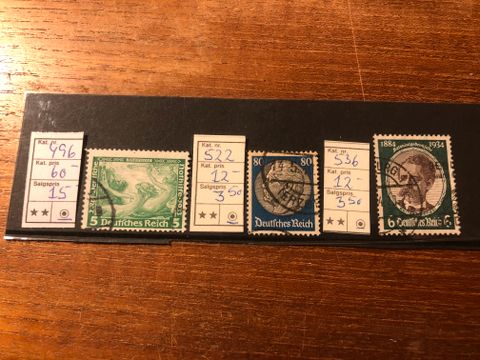 Kat. nr.
496
Kat. pris
60
Salgspris
15
★★ ★ ◉
5 Deutsches Reich 5
Kat. nr.
522
Kat. pris
12-
Salgspris
3 50
★★ ★ ◉
80 80
Deutsches Reich
Kat. nr.
536
Kat. pris
12-
Salgspris
3 50
★★ ★ ◉
1884 1934
6 Deutsches Reich 6